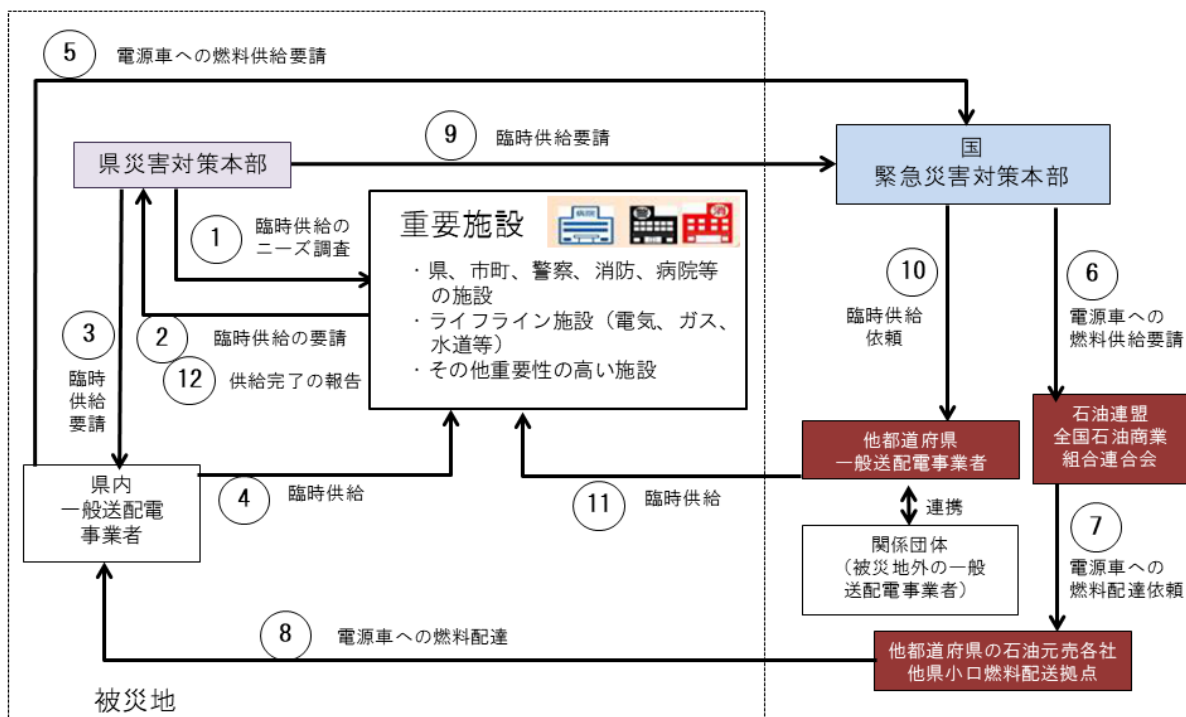 ⑤ 電源車への燃料供給要請
⑨ 臨時供給要請
県災害対策本部
国
緊急災害対策本部
① 臨時供給の
ニーズ調査
重要施設
・県、市町、警察、消防、病院等
の施設
・ライフライン施設（電気、ガス、
水道等）
・その他重要性の高い施設
② 臨時供給の要請
⑫ 供給完了の報告
③
臨時
供給
要請
⑩
臨時供給
依頼
⑥
電源車への
燃料供給要請
県内
一般送配電
事業者
④ 臨時供給
⑪ 臨時供給
他都道府県
一般送配電事業者
石油連盟
全国石油商業
組合連合会
連携
関係団体
（被災地外の一般
送配電事業者）
⑦
電源車への
燃料配達依頼
⑧ 電源車への燃料配達
他都道府県の石油元売各社
他県小口燃料配送拠点
被災地